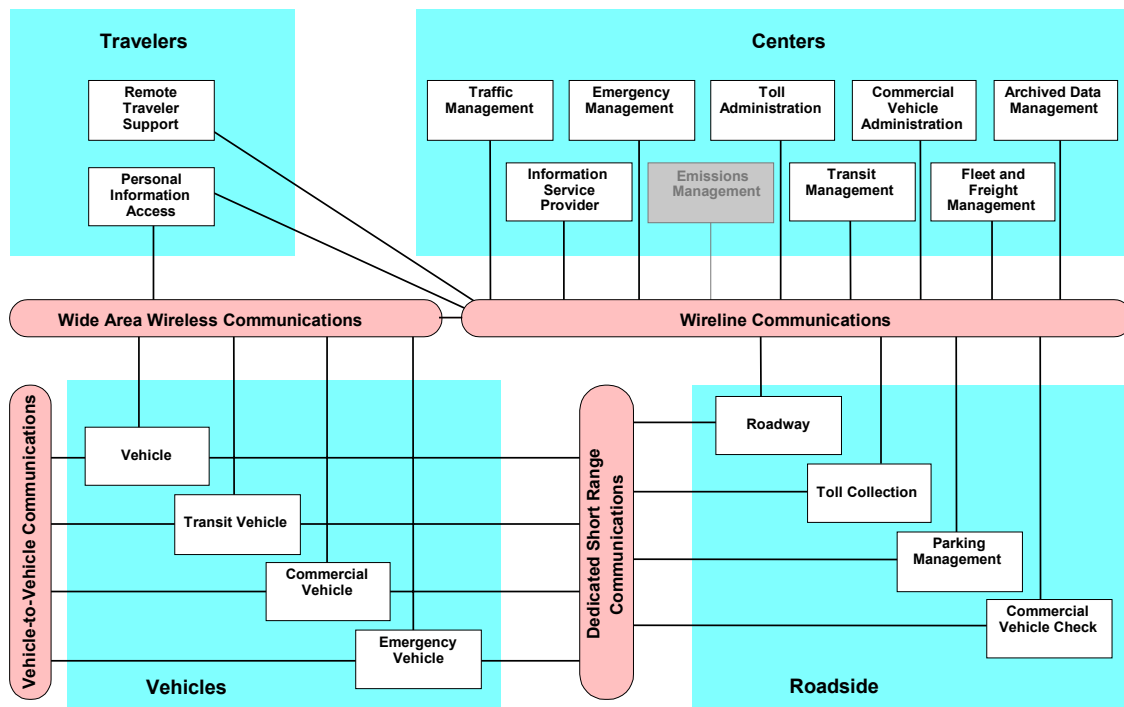 Travelers
Remote
Traveler
Support
Personal
Information
Access
Centers
Traffic
Management
Emergency
Management
Toll
Administration
Commercial
Vehicle
Administration
Archived Data
Management
Information
Service
Provider
Emissions
Management
Transit
Management
Fleet and
Freight
Management
Wide Area Wireless Communications
Wireline Communications
Vehicle-to-Vehicle Communications
Vehicle
Transit Vehicle
Commercial
Vehicle
Emergency
Vehicle
Vehicles
Dedicated Short Range
Communications
Roadway
Toll Collection
Parking
Management
Commercial
Vehicle Check
Roadside